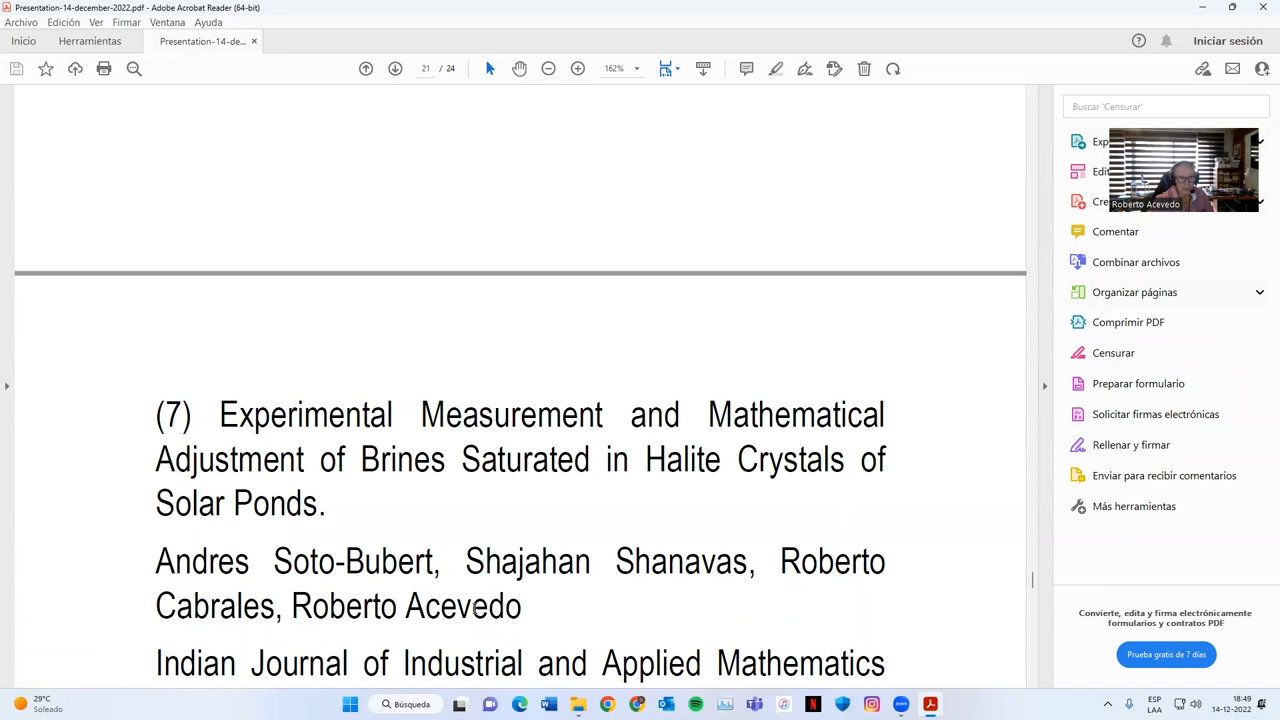 Presentation-14-december-2022.pdf - Adobe Acrobat Reader (64-bit)
Archivo Edición Ver Firmar Ventana Ayuda
Inicio Herramientas Presentation-14-de... × Iniciar sesión
21 / 24 162%
Buscar 'Censurar'
Exp
Edit
Cre
Roberto Acevedo
Comentar
Combinar archivos
Organizar páginas
Comprimir PDF
Censurar
Preparar formulario
Solicitar firmas electrónicas
Rellenar y firmar
Enviar para recibir comentarios
Más herramientas
Convierte, edita y firma electrónicamente
formularios y contratos PDF
Prueba gratis de 7 días
(7) Experimental Measurement and Mathematical
Adjustment of Brines Saturated in Halite Crystals of
Solar Ponds.
Andres Soto-Bubert, Shajahan Shanavas, Roberto
Cabrales, Roberto Acevedo
Indian Journal of Industrial and Applied Mathematics
29°C
Soleado
Búsqueda
ESP
LAA
18:49
14-12-2022